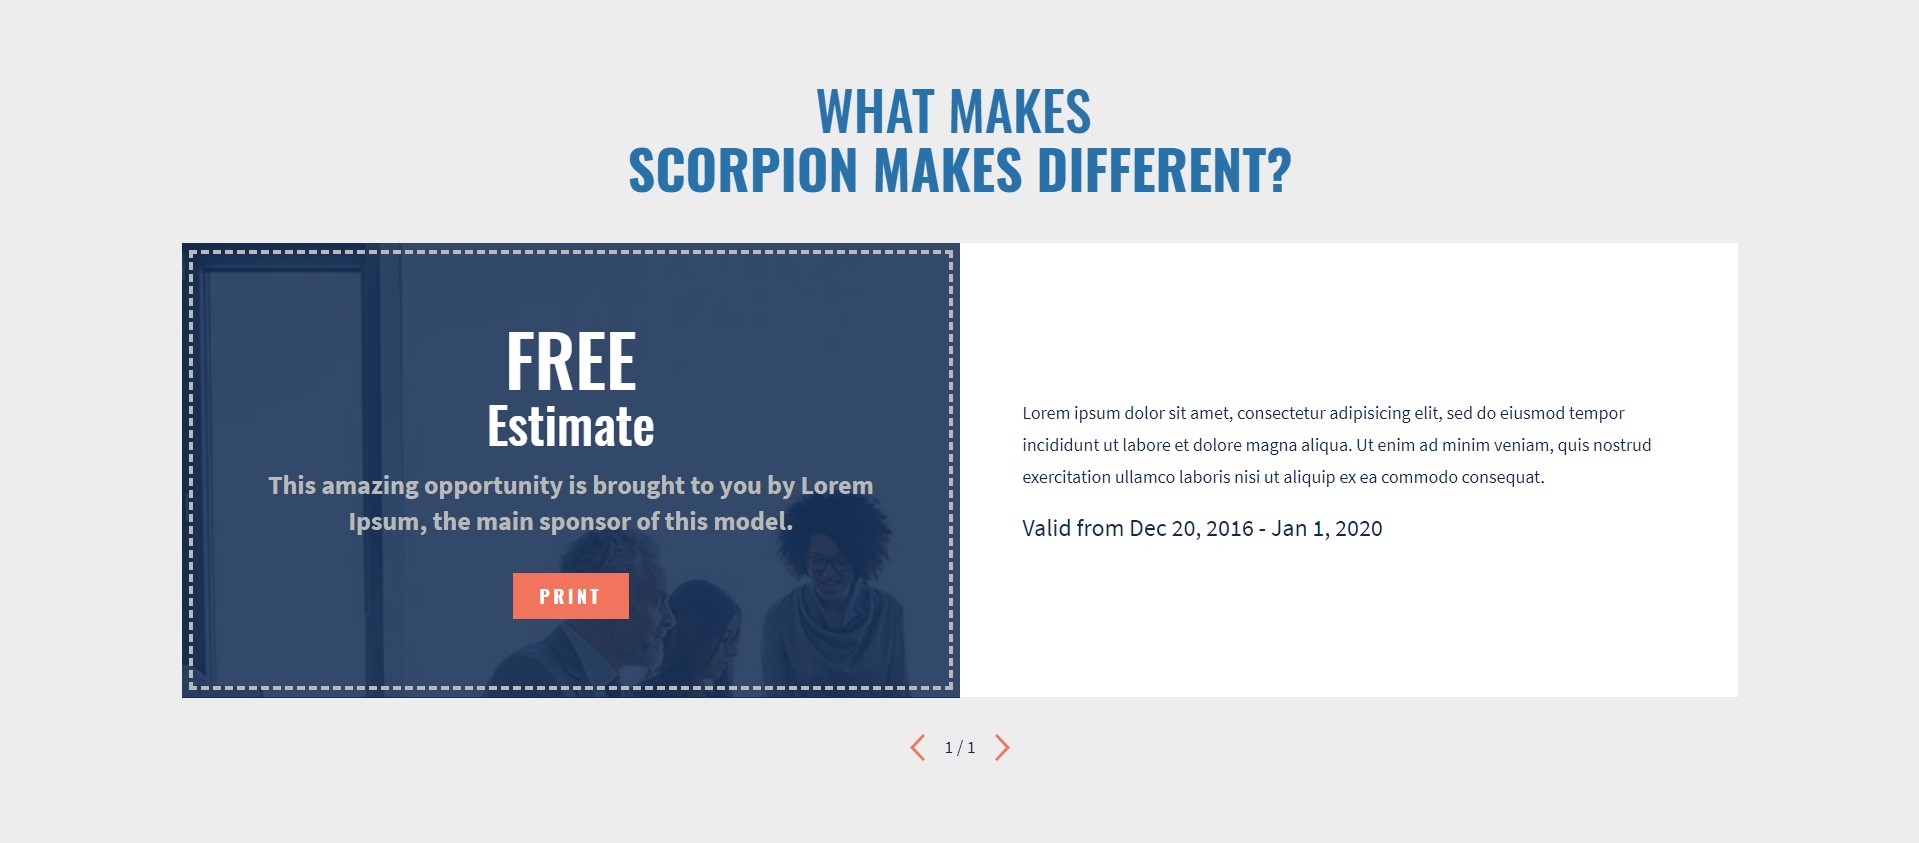 WHAT MAKES
SCORPION MAKES DIFFERENT?
FREE
Estimate
This amazing opportunity is brought to you by Lorem
Ipsum, the main sponsor of this model.
PRINT
Lorem ipsum dolor sit amet, consectetur adipisicing elit, sed do eiusmod tempor
incididunt ut labore et dolore magna aliqua. Ut enim ad minim veniam, quis nostrud
exercitation ullamco laboris nisi ut aliquip ex ea commodo consequat.
Valid from Dec 20, 2016 - Jan 1, 2020
1 / 1